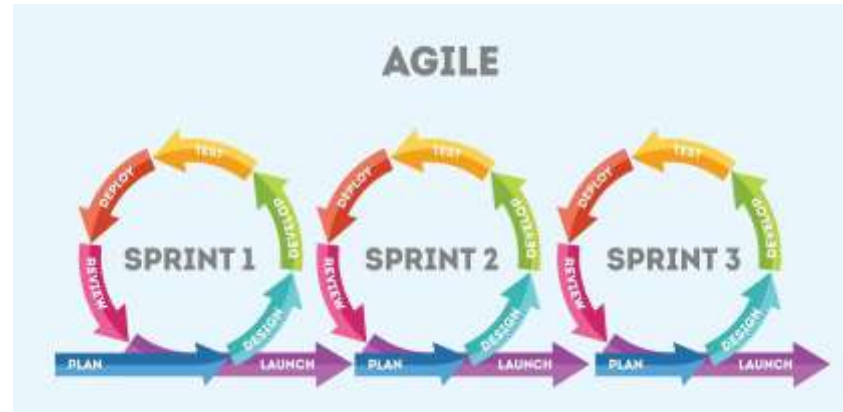 AGILE
TEST
DEPLOY
DEVELOP
SPRINT 1
REVIEW
DESIGN
PLAN
LAUNCH
TEST
DEPLOY
DEVELOP
SPRINT 2
REVIEW
DESIGN
PLAN
LAUNCH
TEST
DEPLOY
DEVELOP
SPRINT 3
REVIEW
DESIGN
PLAN
LAUNCH